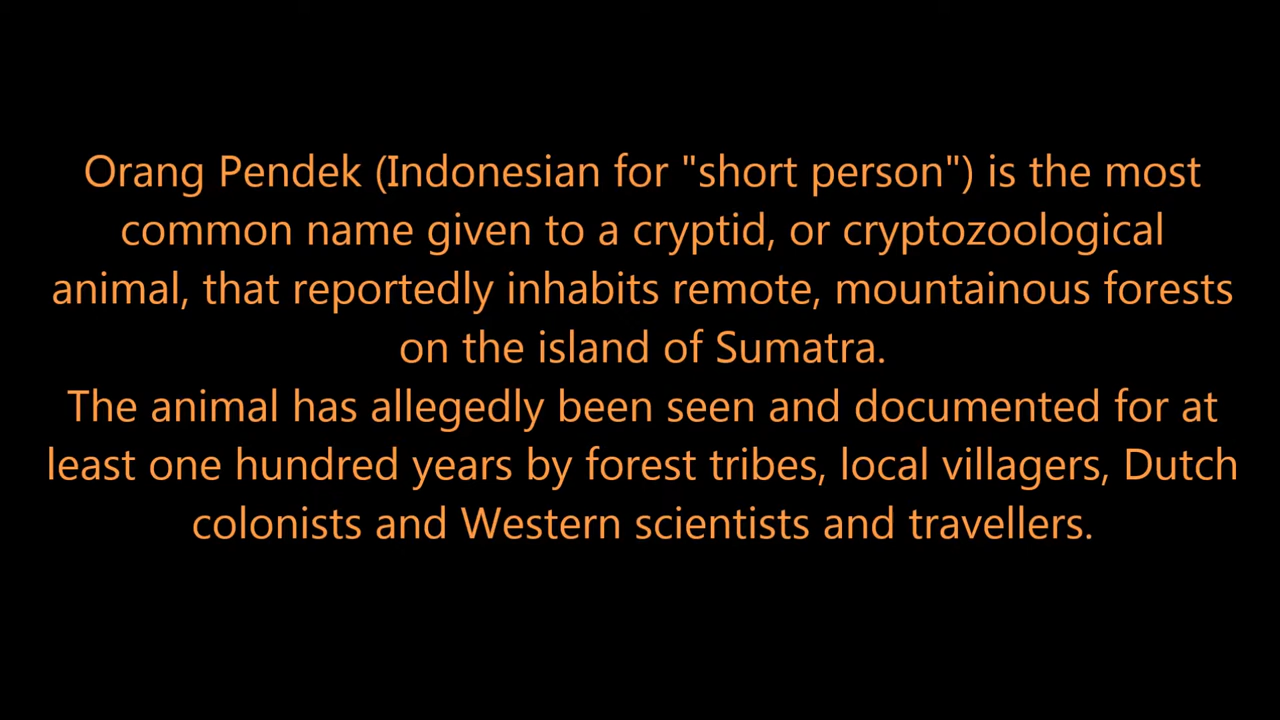 Orang Pendek (Indonesian for "short person") is the most
common name given to a cryptid, or cryptozoological
animal, that reportedly inhabits remote, mountainous forests
on the island of Sumatra.
The animal has allegedly been seen and documented for at
least one hundred years by forest tribes, local villagers, Dutch
colonists and Western scientists and travellers.